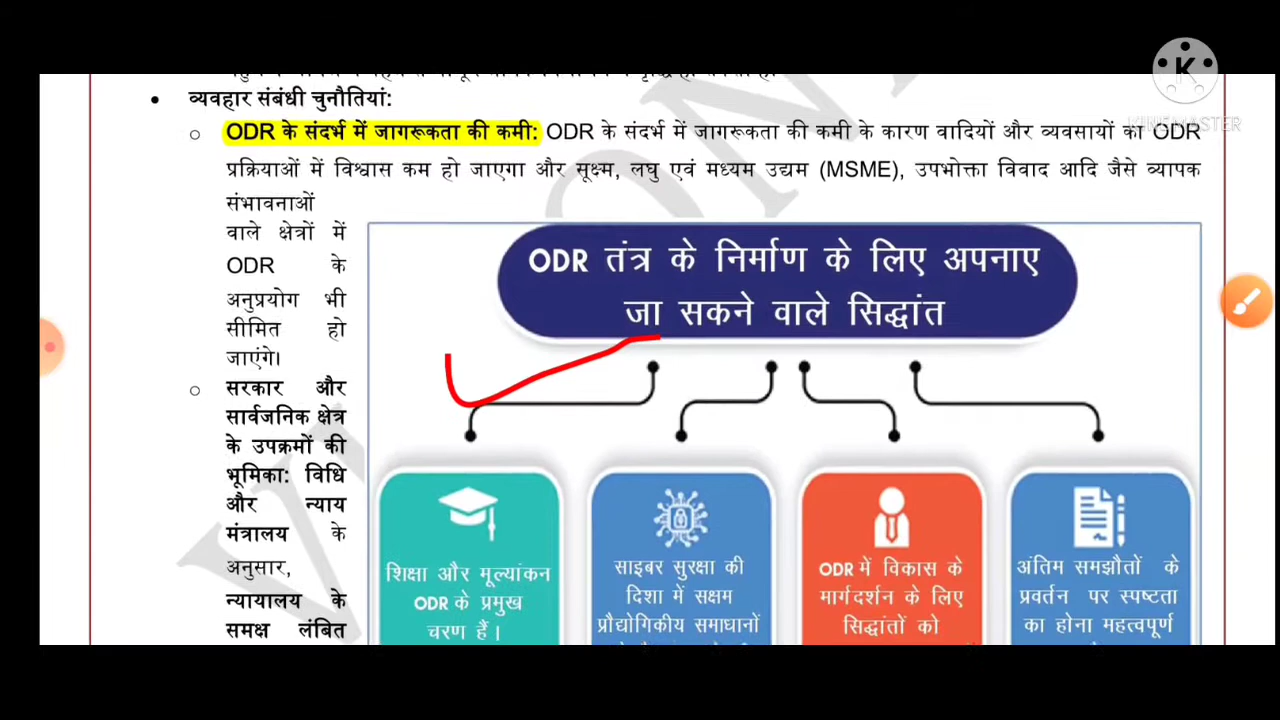 KINEMASTER
व्यवहार संबंधी चुनौतियां:
ODR के संदर्भ में जागरूकता की कमी: ODR के संदर्भ में जागरूकता की कमी के कारण वादियों और व्यवसायों का ODR
प्रक्रियाओं में विश्वास कम हो जाएगा और सूक्ष्म, लघु एवं मध्यम उद्यम (MSME), उपभोक्ता विवाद आदि जैसे व्यापक
संभावनाओं
वाले क्षेत्रों में
ODR के
अनुप्रयोग भी
सीमित हो
जाएंगे।
सरकार और
सार्वजनिक क्षेत्र
के उपक्रमों की
भूमिका: विधि
और न्याय
मंत्रालय के
अनुसार,
न्यायालय के
समक्ष लंबित
ODR तंत्र के निर्माण के लिए अपनाए
जा सकने वाले सिद्धांत
शिक्षा और मूल्यांकन
ODR के प्रमुख
चरण हैं।
साइबर सुरक्षा की
दिशा में सक्षम
प्रौद्योगिकीय समाधानों
ODR में विकास के
मार्गदर्शन के लिए
सिद्धांतों को
अंतिम समझौतों के
प्रवर्तन पर स्पष्टता
का होना महत्वपूर्ण